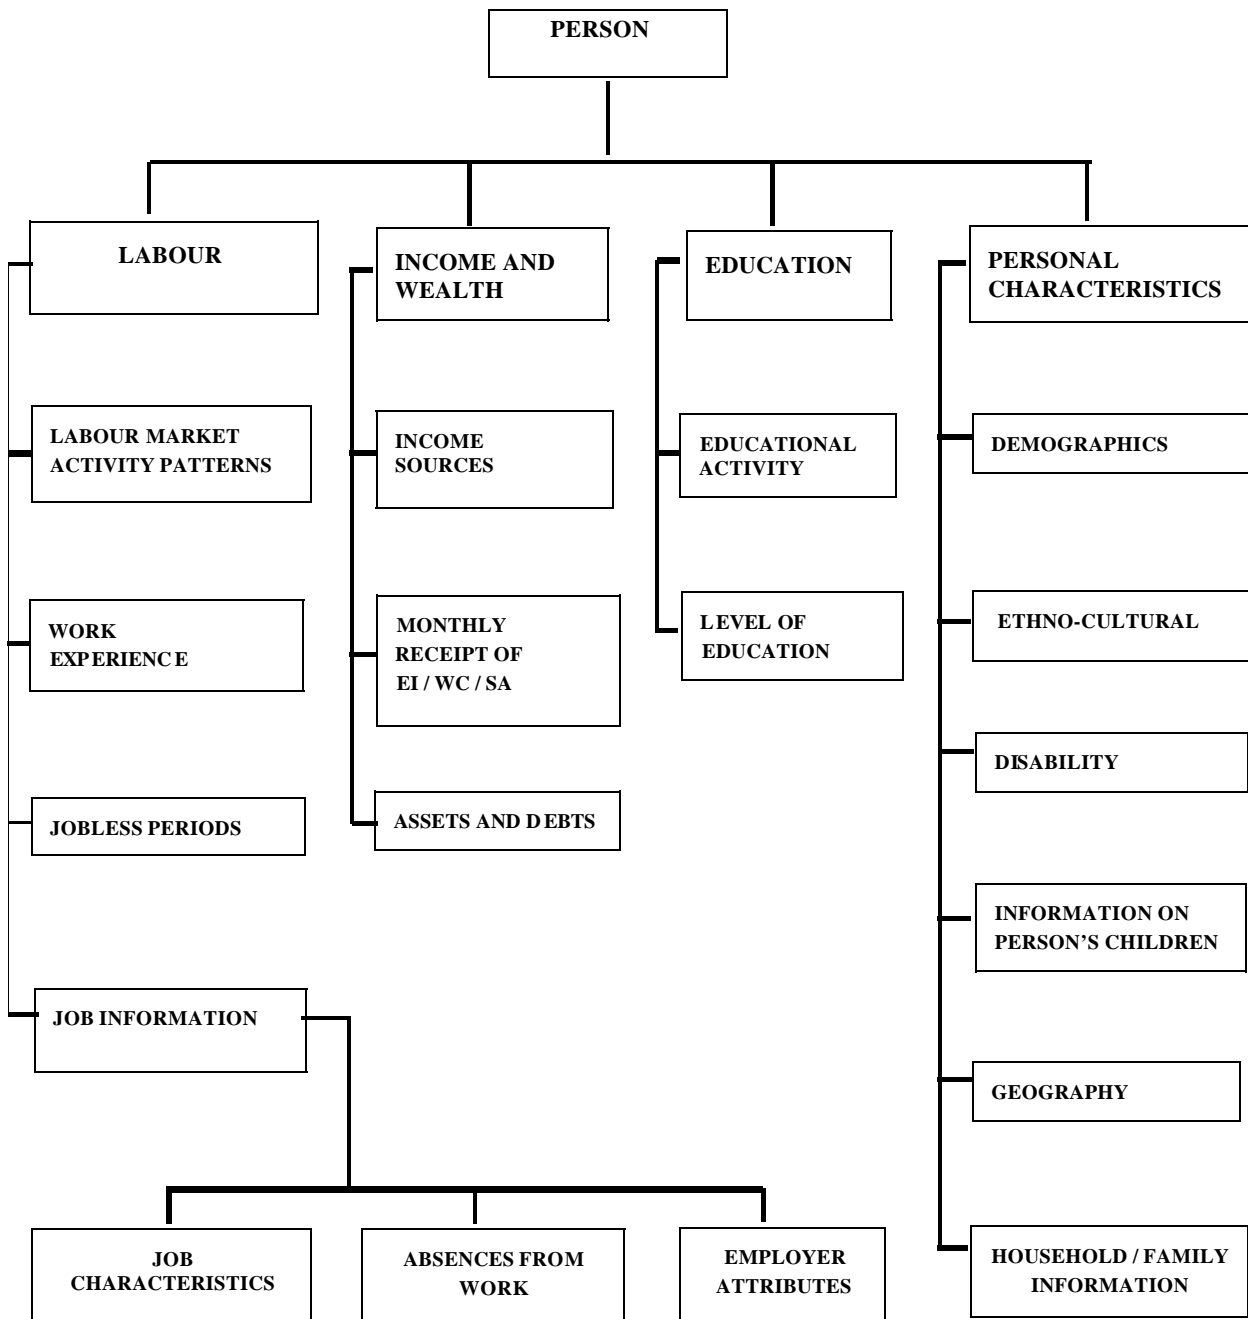 PERSON
LABOUR
INCOME AND
WEALTH
EDUCATION
PERSONAL
CHARACTERISTICS
LABOUR MARKET
ACTIVITY PATTERNS
INCOME
SOURCES
EDUCATIONAL
ACTIVITY
DEMOGRAPHICS
WORK
EXPERIENCE
MONTHLY
RECEIPT OF
EI / WC / SA
LEVEL OF
EDUCATION
ETHNO-CULTURAL
DISABILITY
JOBLESS PERIODS
ASSETS AND DEBTS
INFORMATION ON
PERSON'S CHILDREN
JOB INFORMATION
GEOGRAPHY
JOB
CHARACTERISTICS
ABSENCES FROM
WORK
EMPLOYER
ATTRIBUTES
HOUSEHOLD / FAMILY
INFORMATION